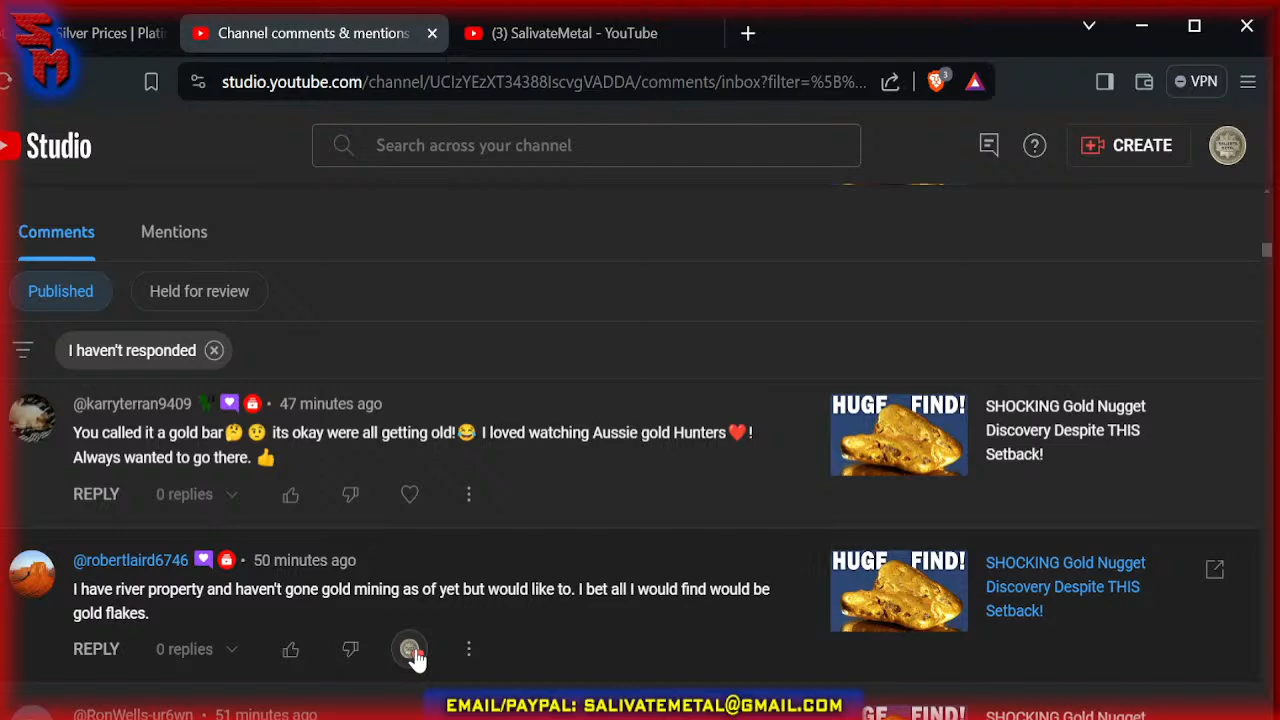 SM
Silver Prices | Plati
Channel comments & mentions
(3) SalivateMetal - YouTube
studio.youtube.com/channel/UCIzYEzXT34388IscvgVADDA/comments/inbox?filter=%5B%...
3
VPN
Studio
Search across your channel
CREATE
Comments
Mentions
Published
Held for review
I haven't responded
@karryterran9409 • 47 minutes ago
You called it a gold bar🤔 🤨 its okay were all getting old!😂 I loved watching Aussie gold Hunters❤️!
Always wanted to go there. 👍
REPLY
0 replies
HUGE FIND!
SHOCKING Gold Nugget
Discovery Despite THIS
Setback!
@robertlaird6746 • 50 minutes ago
I have river property and haven't gone gold mining as of yet but would like to. I bet all I would find would be
gold flakes.
REPLY
0 replies
HUGE FIND!
SHOCKING Gold Nugget
Discovery Despite THIS
Setback!
@RonWells-ur6wn • 51 minutes ago
HUGE FIND!
SHOCKING Gold Nugget
EMAIL/PAYPAL: SALIVATEMETAL@GMAIL.COM